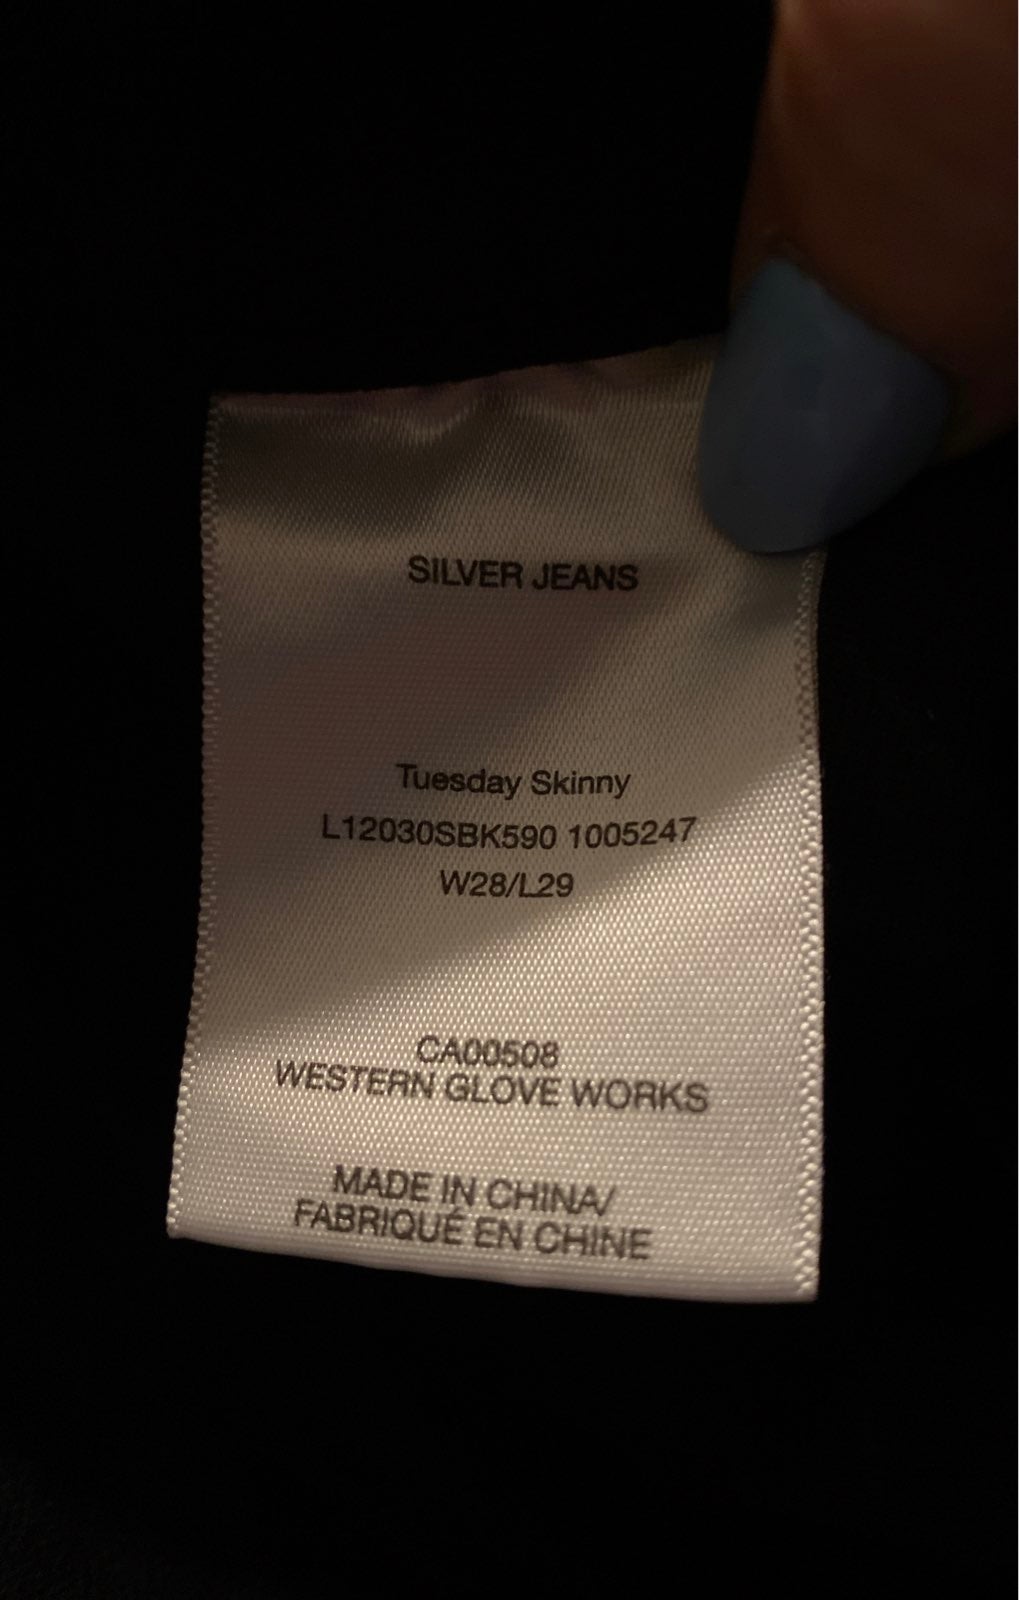 SILVER JEANS
Tuesday Skinny
L12030SBK590 1005247
W28/L29
CA00508
WESTERN GLOVE WORKS
MADE IN CHINA/
FABRIQUÉ EN CHINE